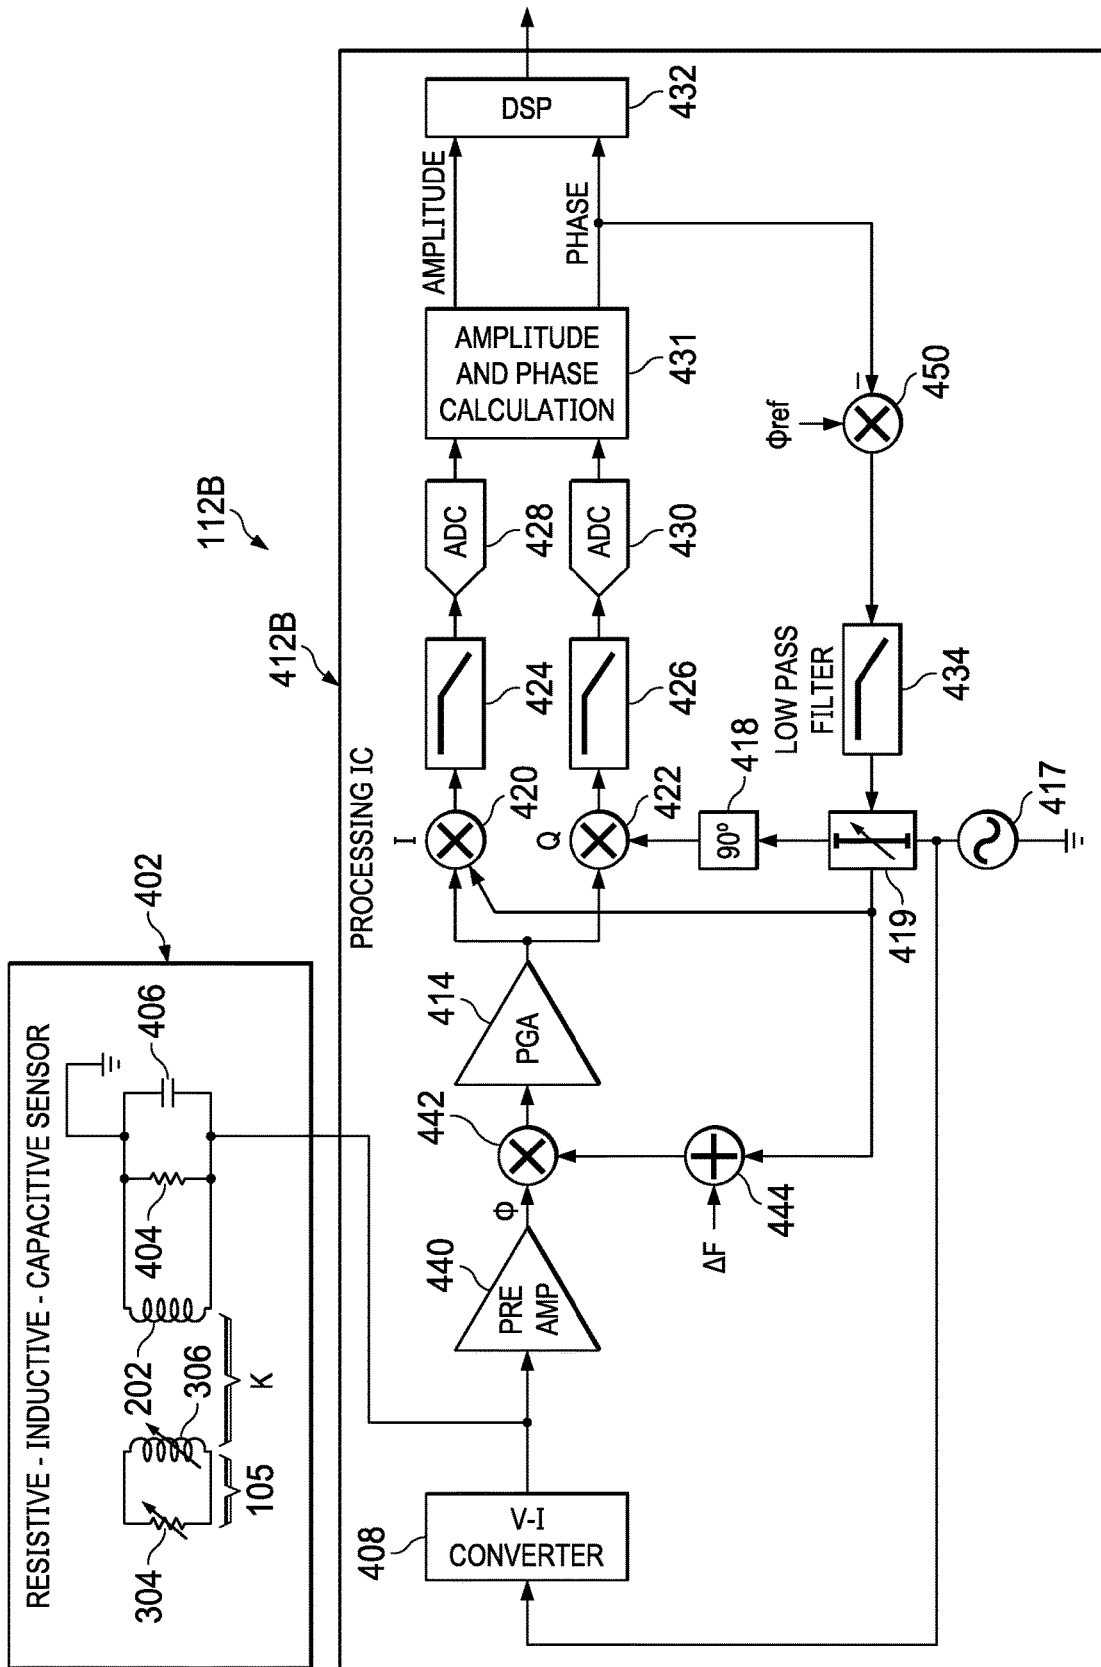 112B
RESISTIVE - INDUCTIVE - CAPACITIVE SENSOR
402
304
105
306
202
K
404
406
412B
PROCESSING IC
408
V-I
CONVERTER
440
PRE
AMP
Φ
442
ΔF
444
414
PGA
I
420
Q
422
90º
418
419
417
424
426
LOW PASS
FILTER
434
ADC
428
ADC
430
AMPLITUDE
AND PHASE
CALCULATION
431
Φref
–
450
AMPLITUDE
PHASE
DSP
432